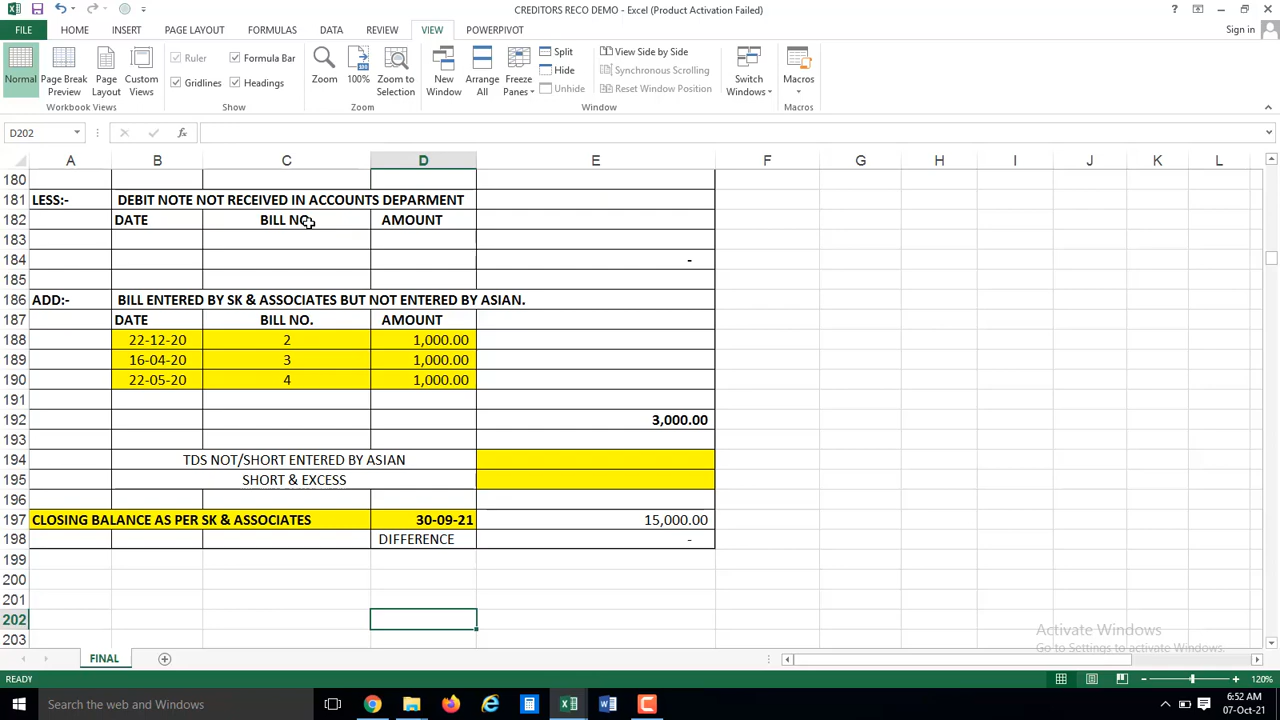 CREDITORS RECO DEMO - Excel (Product Activation Failed)
FILE HOME INSERT PAGE LAYOUT FORMULAS DATA REVIEW VIEW POWERPIVOT Sign in
Normal Page Break Preview Page Layout Custom Views
Ruler Formula Bar
Gridlines Headings
Zoom 100% Zoom to Selection
New Window Arrange All Freeze Panes
Split
Hide
Unhide
View Side by Side
Synchronous Scrolling
Reset Window Position
Switch Windows Macros
Workbook Views Show Zoom Window Macros
D202 fx
A B C D E F G H I J K L
180
181 LESS:- DEBIT NOTE NOT RECEIVED IN ACCOUNTS DEPARMENT
182 DATE BILL NO. AMOUNT
183
184 -
185
186 ADD:- BILL ENTERED BY SK & ASSOCIATES BUT NOT ENTERED BY ASIAN.
187 DATE BILL NO. AMOUNT
188 22-12-20 2 1,000.00
189 16-04-20 3 1,000.00
190 22-05-20 4 1,000.00
191
192 3,000.00
193
194 TDS NOT/SHORT ENTERED BY ASIAN
195 SHORT & EXCESS
196
197 CLOSING BALANCE AS PER SK & ASSOCIATES 30-09-21 15,000.00
198 DIFFERENCE -
199
200
201
202
203
Activate Windows
Go to Settings to activate Windows.
FINAL
READY 120%
Search the web and Windows
6:52 AM
07-Oct-21